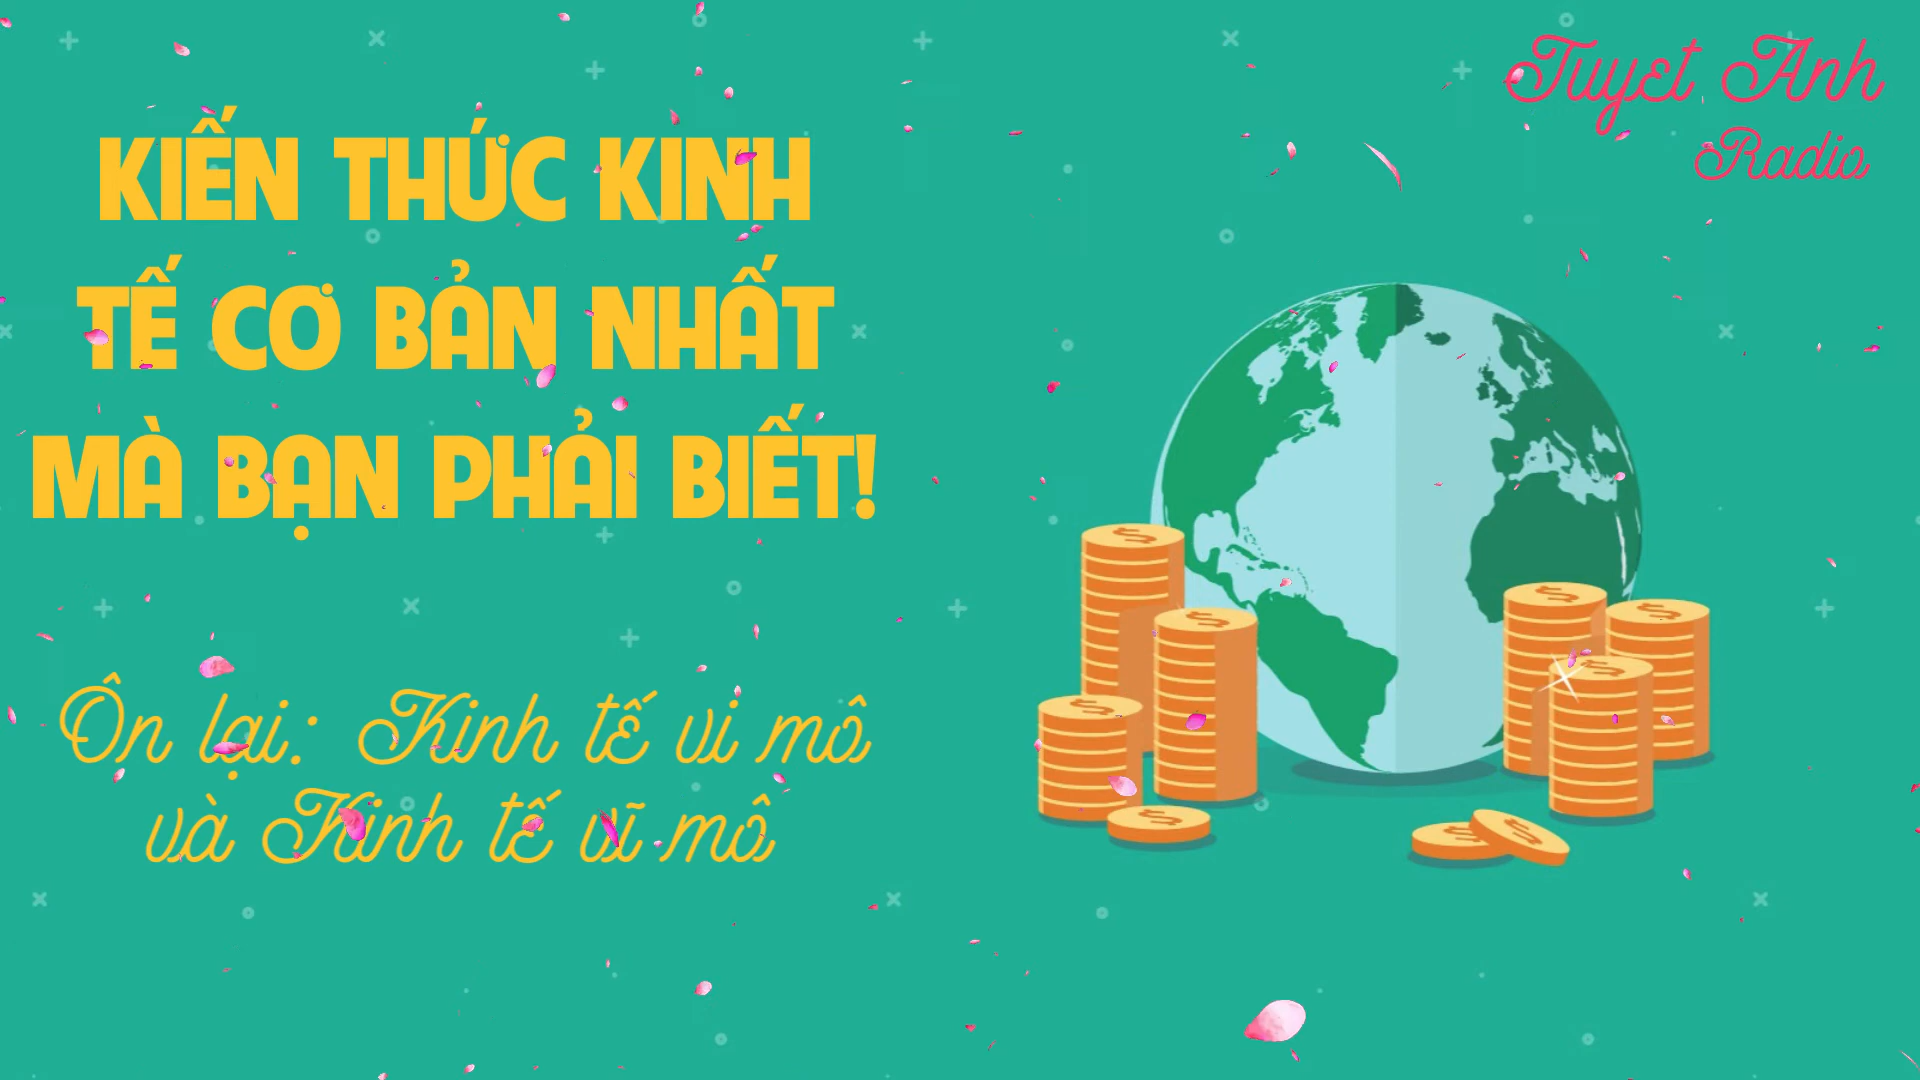 KIẾN THỨC KINH
TẾ CƠ BẢN NHẤT
MÀ BẠN PHẢI BIẾT!
Ôn lại: Kinh tế vi mô
và Kinh tế vĩ mô
Tuyet Anh
Radio